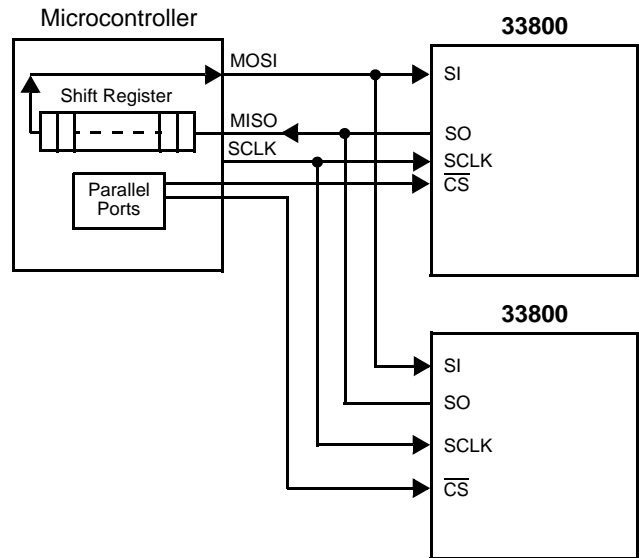 Microcontroller
33800
MOSI
SI
Shift Register
MISO
SO
SCLK
SCLK
CS
Parallel
Ports
33800
SI
SO
SCLK
CS